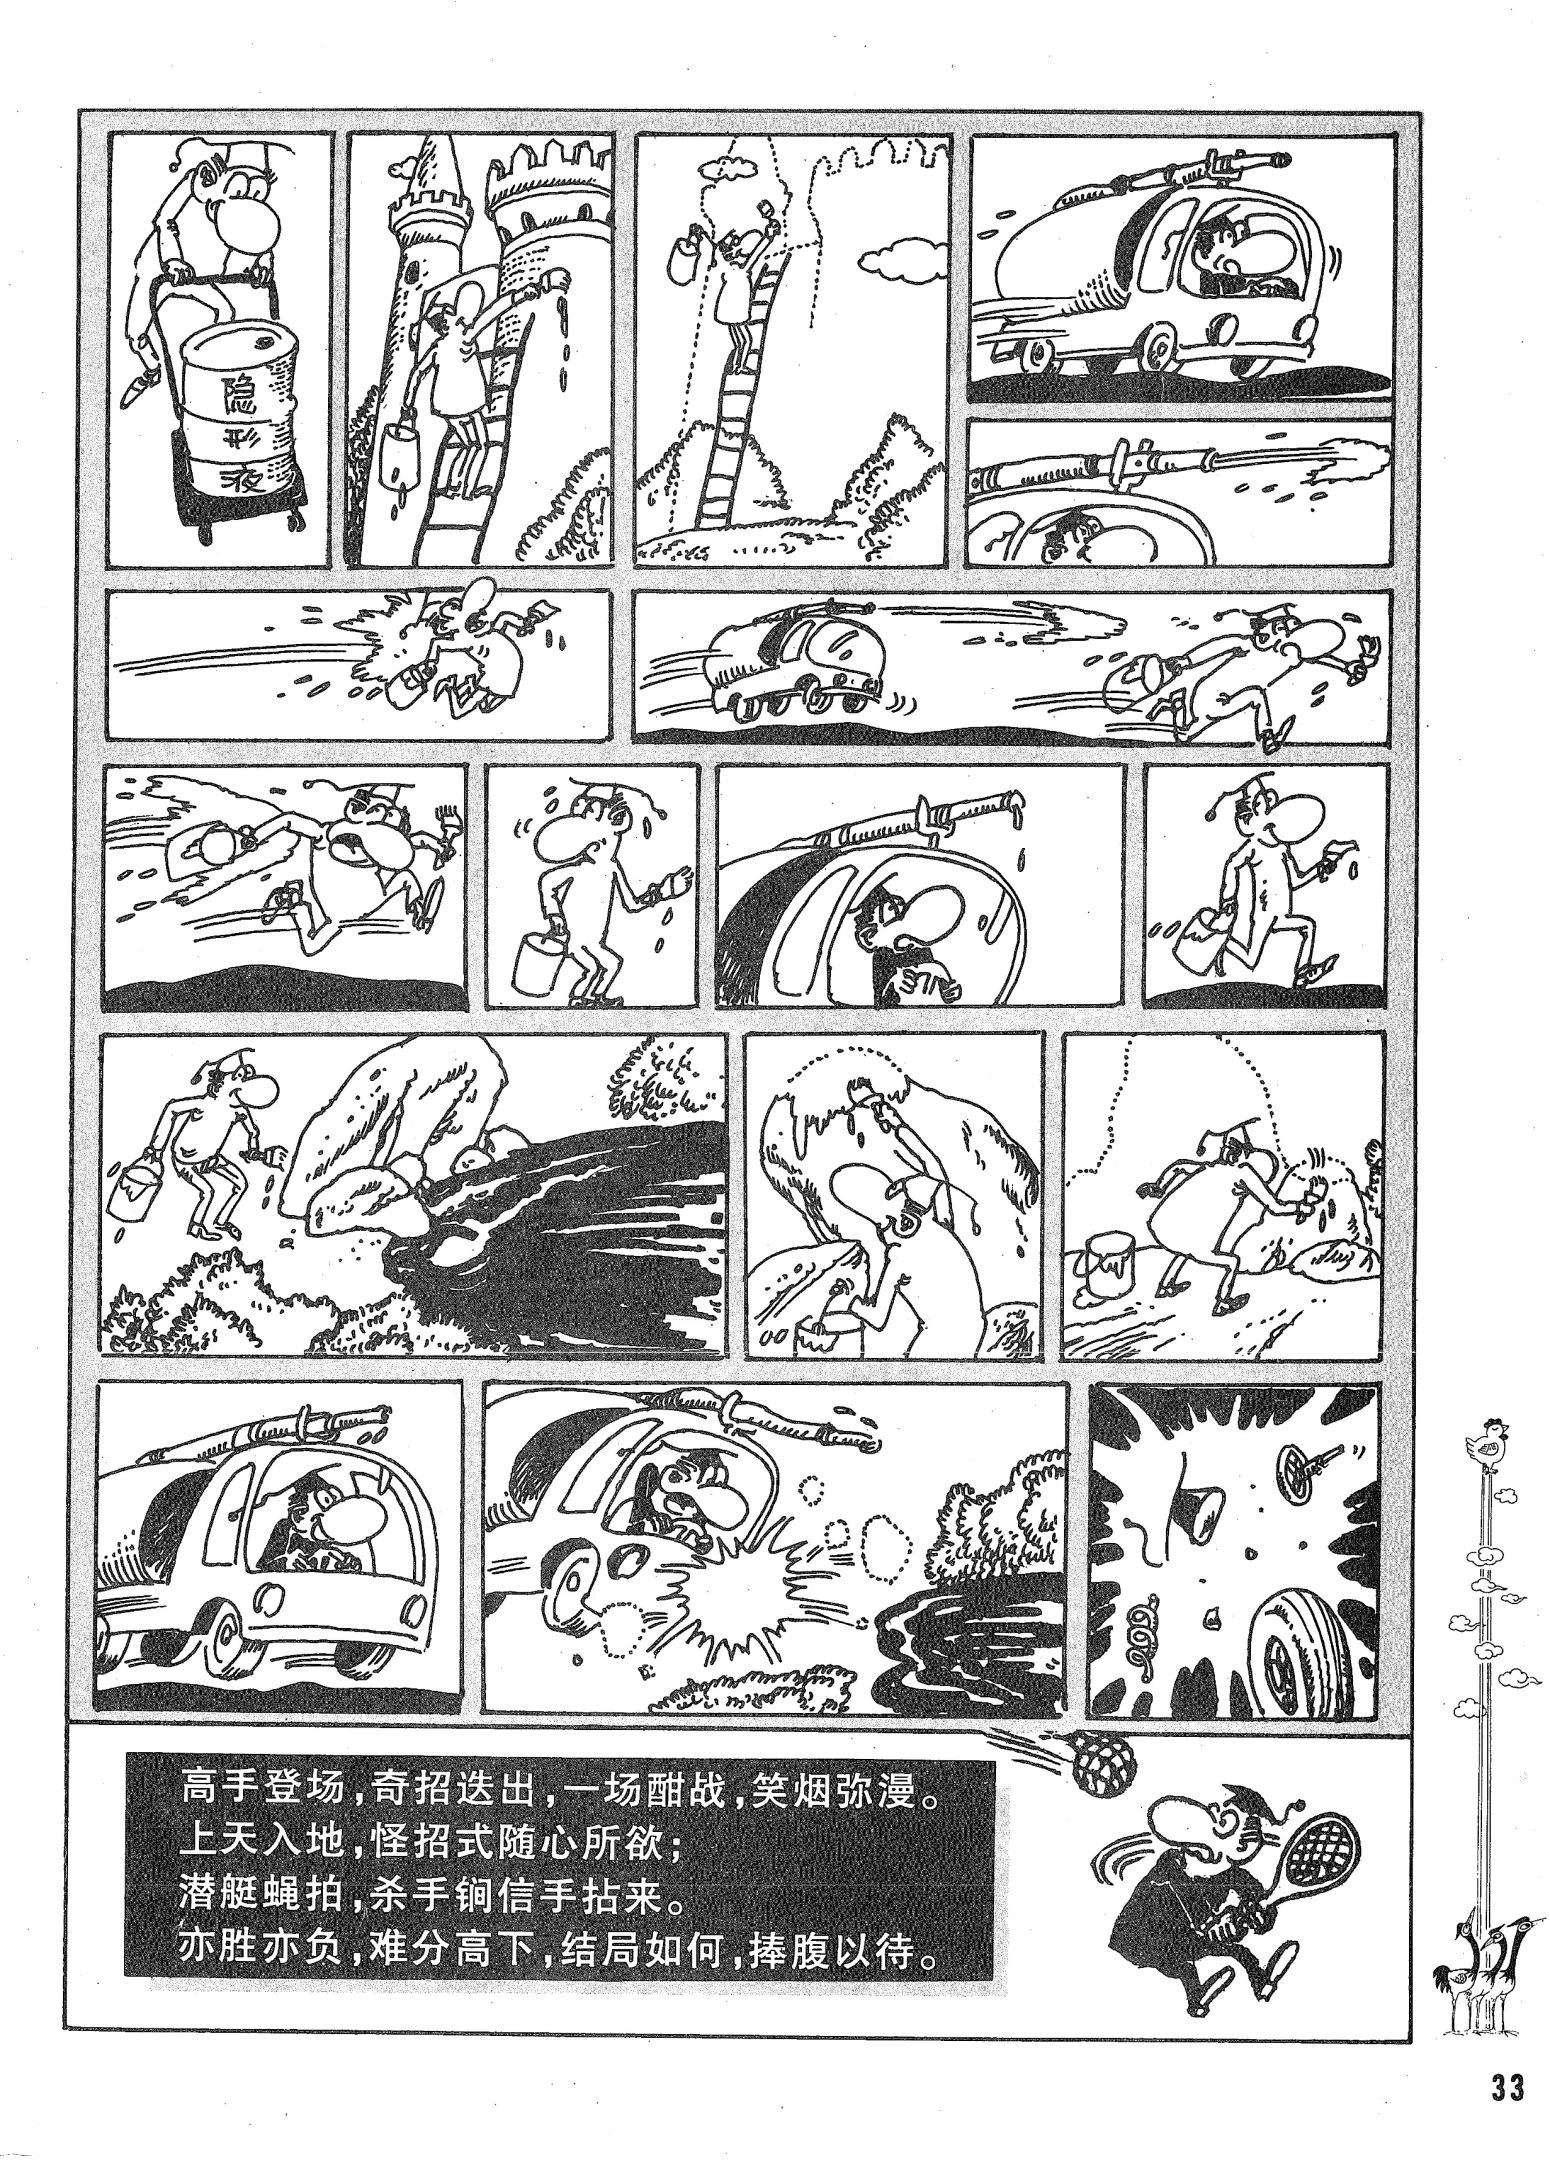 隐
形
液
高手登场,奇招迭出,一场酣战,笑烟弥漫。
上天入地,怪招式随心所欲;
潜艇蝇拍,杀手锏信手拈来。
亦胜亦负,难分高下,结局如何,捧腹以待。
33